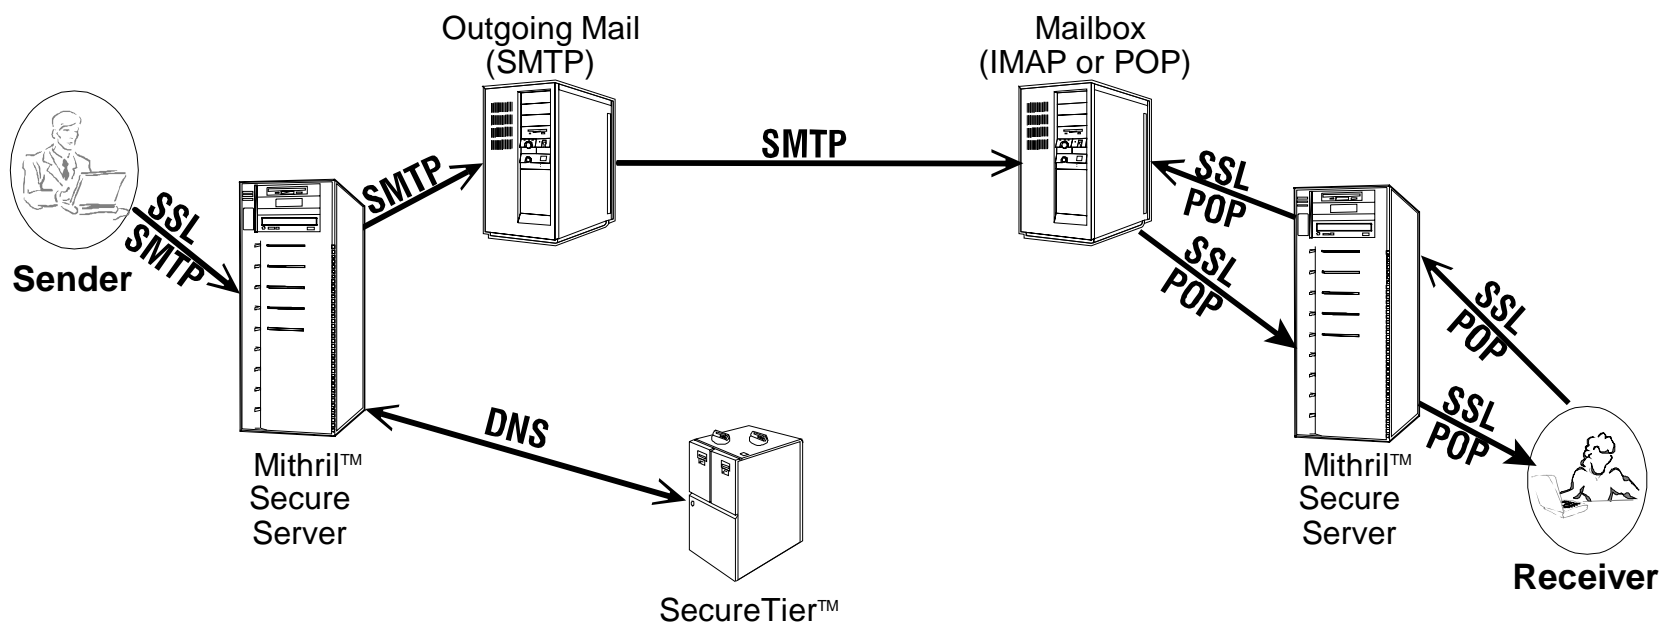 Outgoing Mail
(SMTP)
Mailbox
(IMAP or POP)
Sender
SSL
SMTP
SMTP
SMTP
SSL
POP
SSL
POP
SSL
POP
SSL
POP
DNS
Mithril™
Secure
Server
SecureTier™
Mithril™
Secure
Server
Receiver